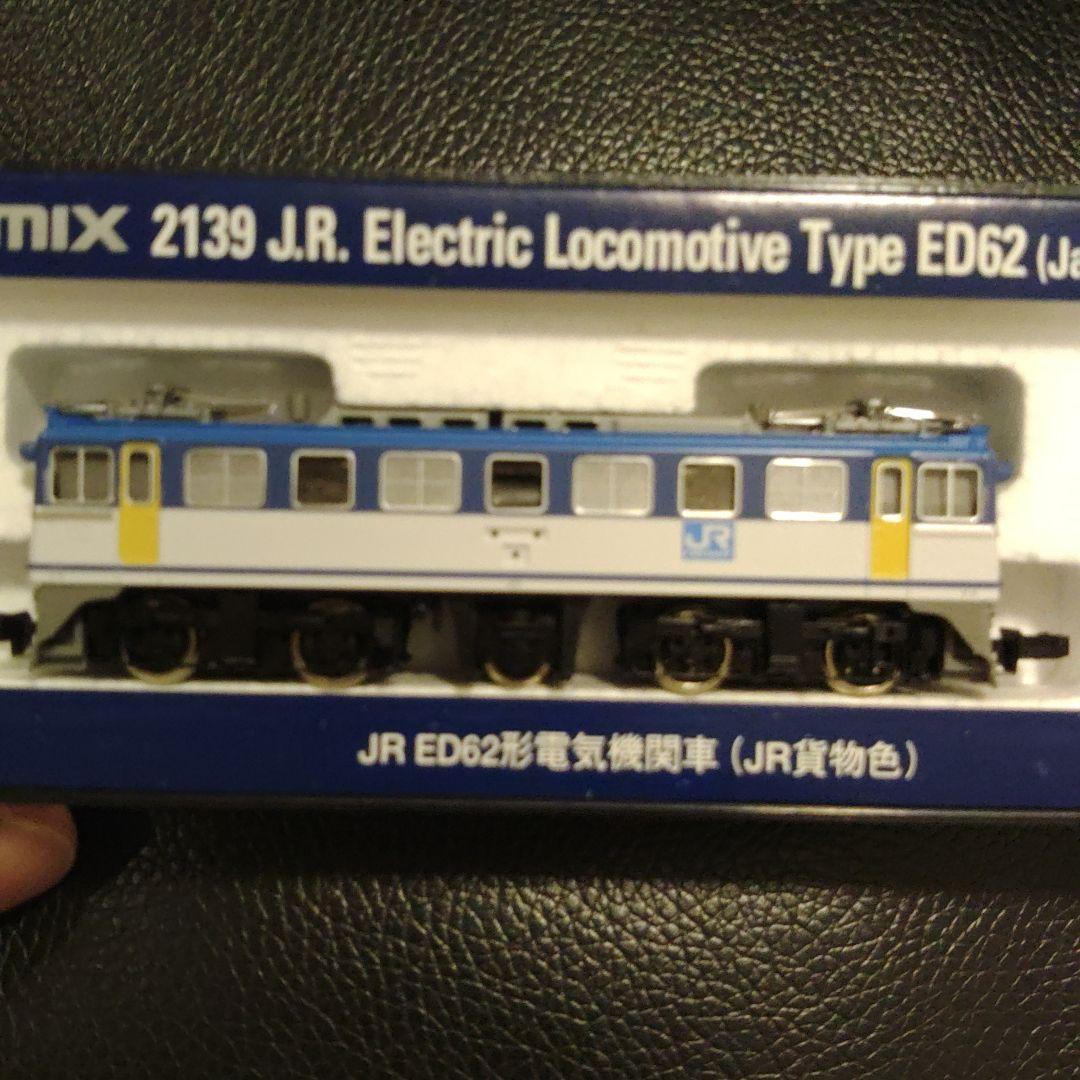 mix 2139 J.R. Electric Locomotive Type ED62 (Ja
JR
JR ED62形電気機関車 (JR貨物色)